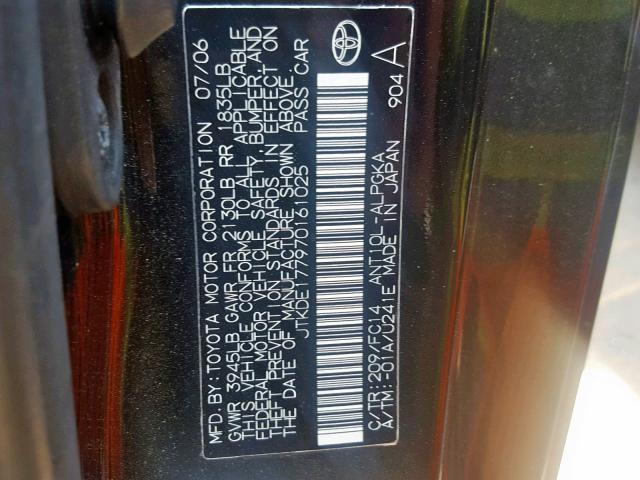 MFD. BY: TOYOTA MOTOR CORPORATION 07/06
GVWR 3945LB GAWR FR 2130LB RR 1835LB
THIS VEHICLE CONFORMS TO ALL APPLICABLE
FEDERAL MOTOR VEHICLE SAFETY, BUMPER, AND
THEFT PREVENTION STANDARDS IN EFFECT ON
THE DATE OF MANUFACTURE SHOWN ABOVE.
JTKDE177970161025 PASS CAR
C/TR: 209/FC14 ANT10L-ALPGKA 904 A
A/TM: -01A/U241E MADE IN JAPAN